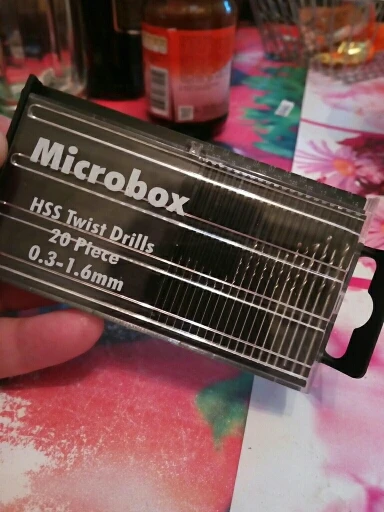 Microbox
HSS Twist Drills
20 Piece
0.3-1.6mm